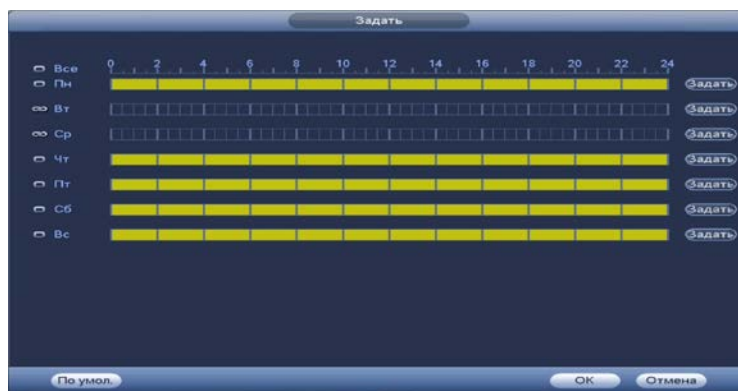 Задать
Все 0 2 4 6 8 10 12 14 16 18 20 22 24
Пн Задать
Вт Задать
Ср Задать
Чт Задать
Пт Задать
Сб Задать
Вс Задать
По умол. OK Отмена